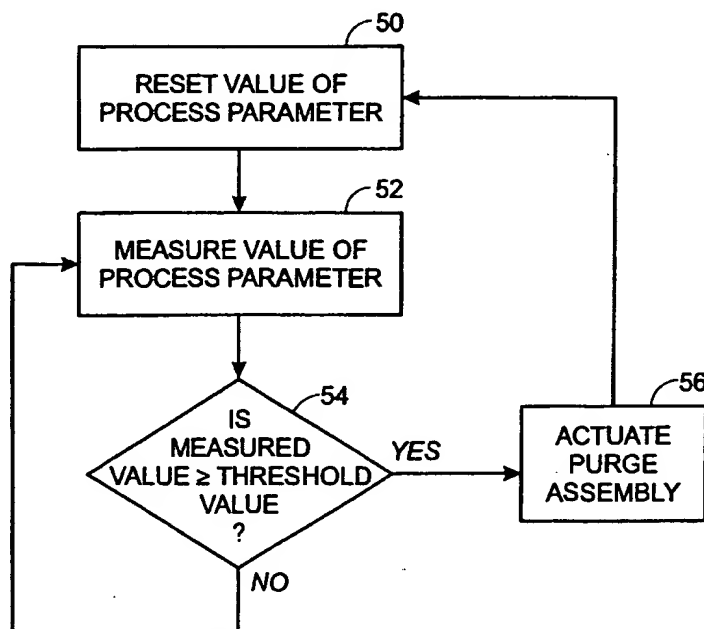 50
RESET VALUE OF
PROCESS PARAMETER
52
MEASURE VALUE OF
PROCESS PARAMETER
54
IS
MEASURED
VALUE ≥ THRESHOLD
VALUE
?
YES
56
ACTUATE
PURGE
ASSEMBLY
NO